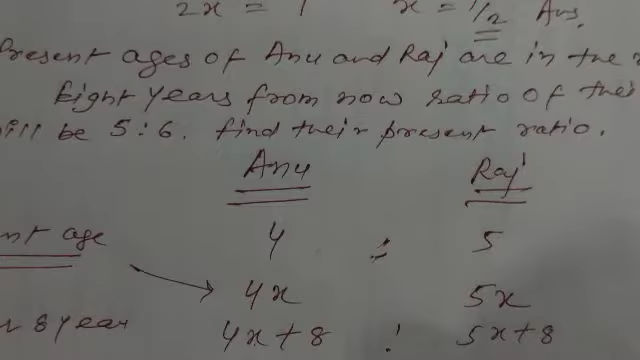 2x = 1 x = 1/2 Ans.
Present ages of Anu and Raj are in the
Eight years from now ratio of their
will be 5:6. find their present ratio.
Anu Raj
age 4 : 5
4x 5x
8 year 4x+8 : 5x+8